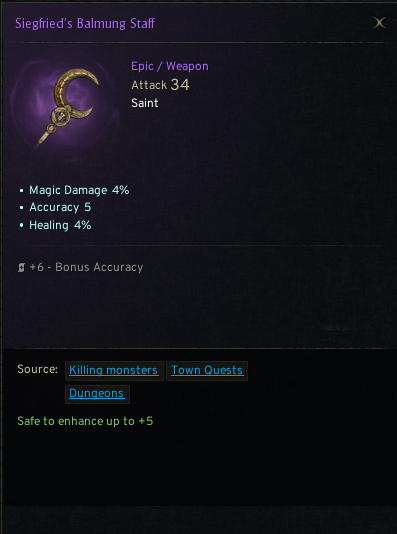 Siegfried's Balmung Staff
Epic / Weapon
Attack 34
Saint
• Magic Damage 4%
• Accuracy 5
• Healing 4%
+6 - Bonus Accuracy
Source: Killing monsters Town Quests
Dungeons
Safe to enhance up to +5